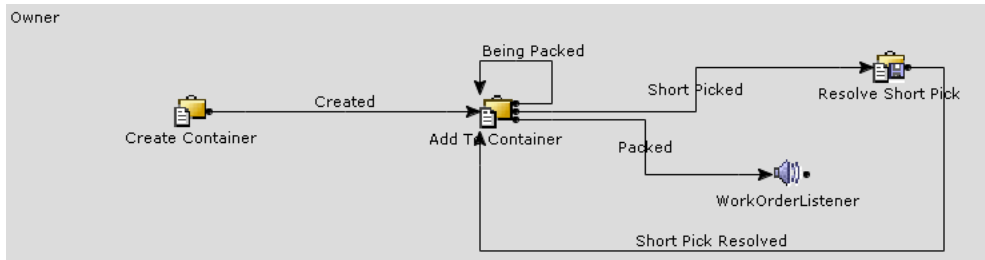 Owner
Being Packed
Short Picked
Resolve Short Pick
Created
Create Container
Add To Container
Packed
WorkOrderListener
Short Pick Resolved